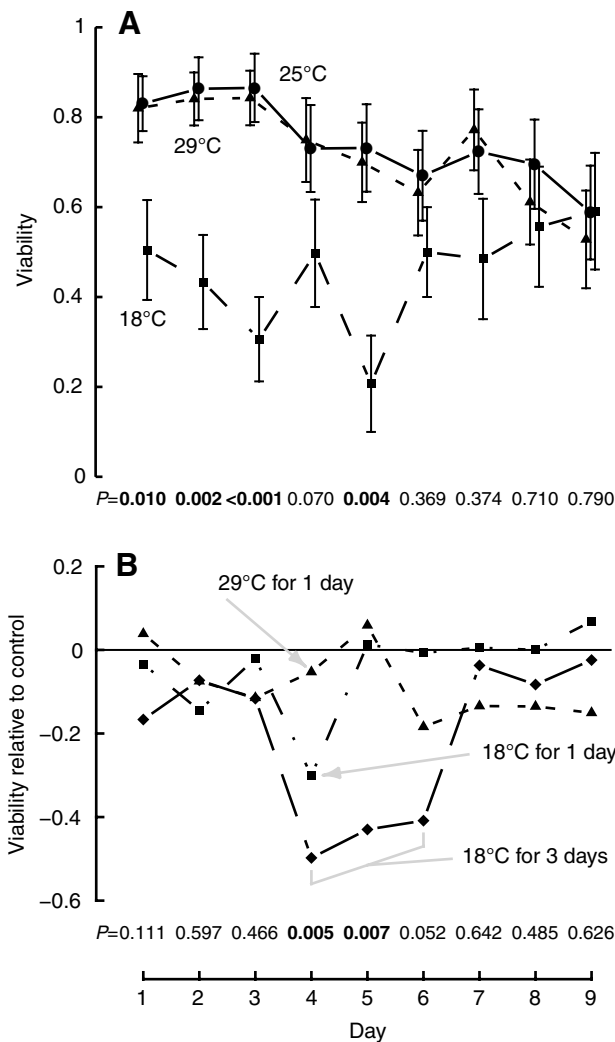 A
1
0.8
0.6
0.4
0.2
0
Viability
25°C
29°C
18°C
P=0.010 0.002 <0.001 0.070 0.004 0.369 0.374 0.710 0.790
B
0.2
0
−0.2
−0.4
−0.6
Viability relative to control
29°C for 1 day
18°C for 1 day
18°C for 3 days
P=0.111 0.597 0.466 0.005 0.007 0.052 0.642 0.485 0.626
1 2 3 4 5 6 7 8 9
Day